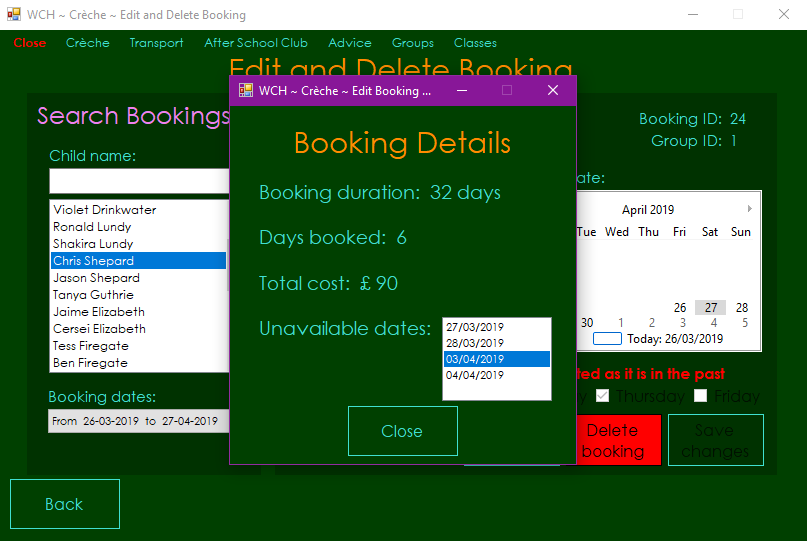 WCH ~ Crèche ~ Edit and Delete Booking
Close Crèche Transport After School Club Advice Groups Classes
Edit and Delete Booking
Search Bookings
Child name:
Violet Drinkwater
Ronald Lundy
Shakira Lundy
Chris Shepard
Jason Shepard
Tanya Guthrie
Jaime Elizabeth
Cersei Elizabeth
Tess Firegate
Ben Firegate
Booking dates:
From 26-03-2019 to 27-04-2019
Back
WCH ~ Crèche ~ Edit Booking ...
Booking Details
Booking duration: 32 days
Days booked: 6
Total cost: £ 90
Unavailable dates:
27/03/2019
28/03/2019
03/04/2019
04/04/2019
Close
Booking ID: 24
Group ID: 1
ate:
April 2019
Tue Wed Thu Fri Sat Sun
26 27 28
30 1 2 3 4 5
Today: 26/03/2019
ted as it is in the past
y Thursday Friday
Delete
booking
Save
changes